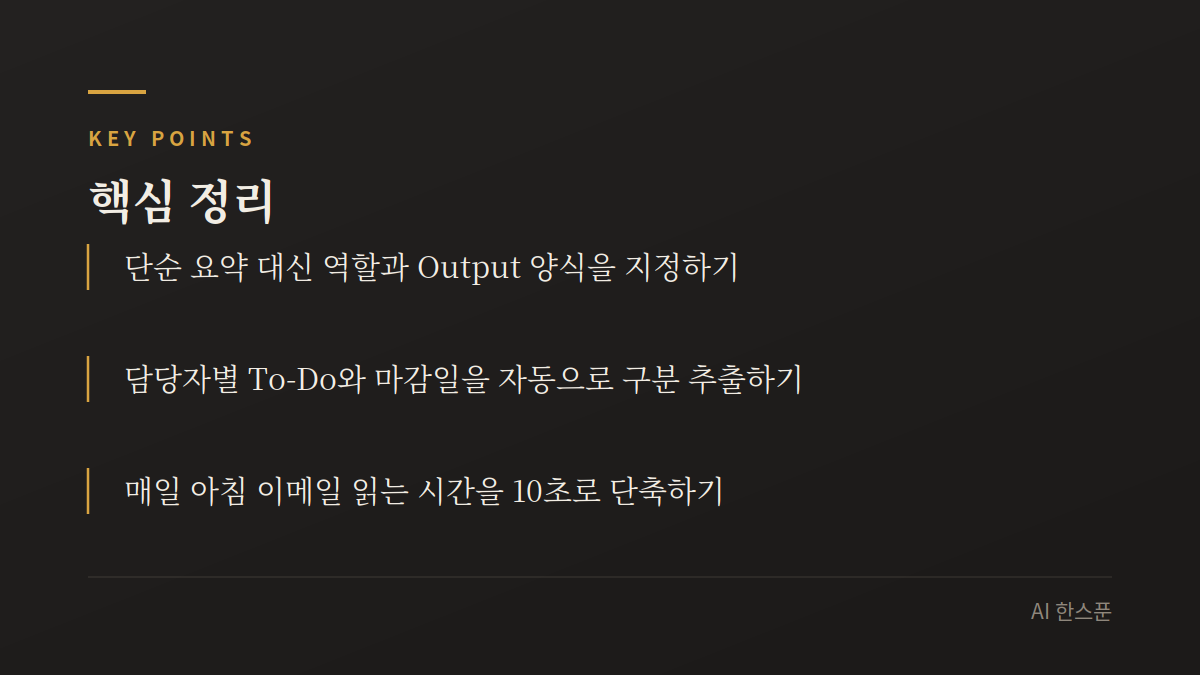 KEY POINTS
핵심 정리
단순 요약 대신 역할과 Output 양식을 지정하기
담당자별 To-Do와 마감일을 자동으로 구분 추출하기
매일 아침 이메일 읽는 시간을 10초로 단축하기
AI 한스푼